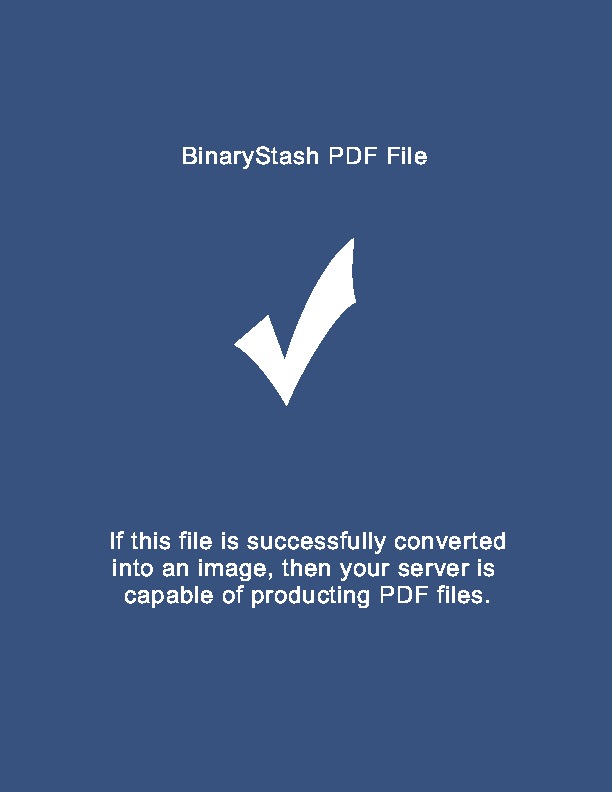 BinaryStash PDF File
If this file is successfully converted
into an image, then your server is
capable of producting PDF files.